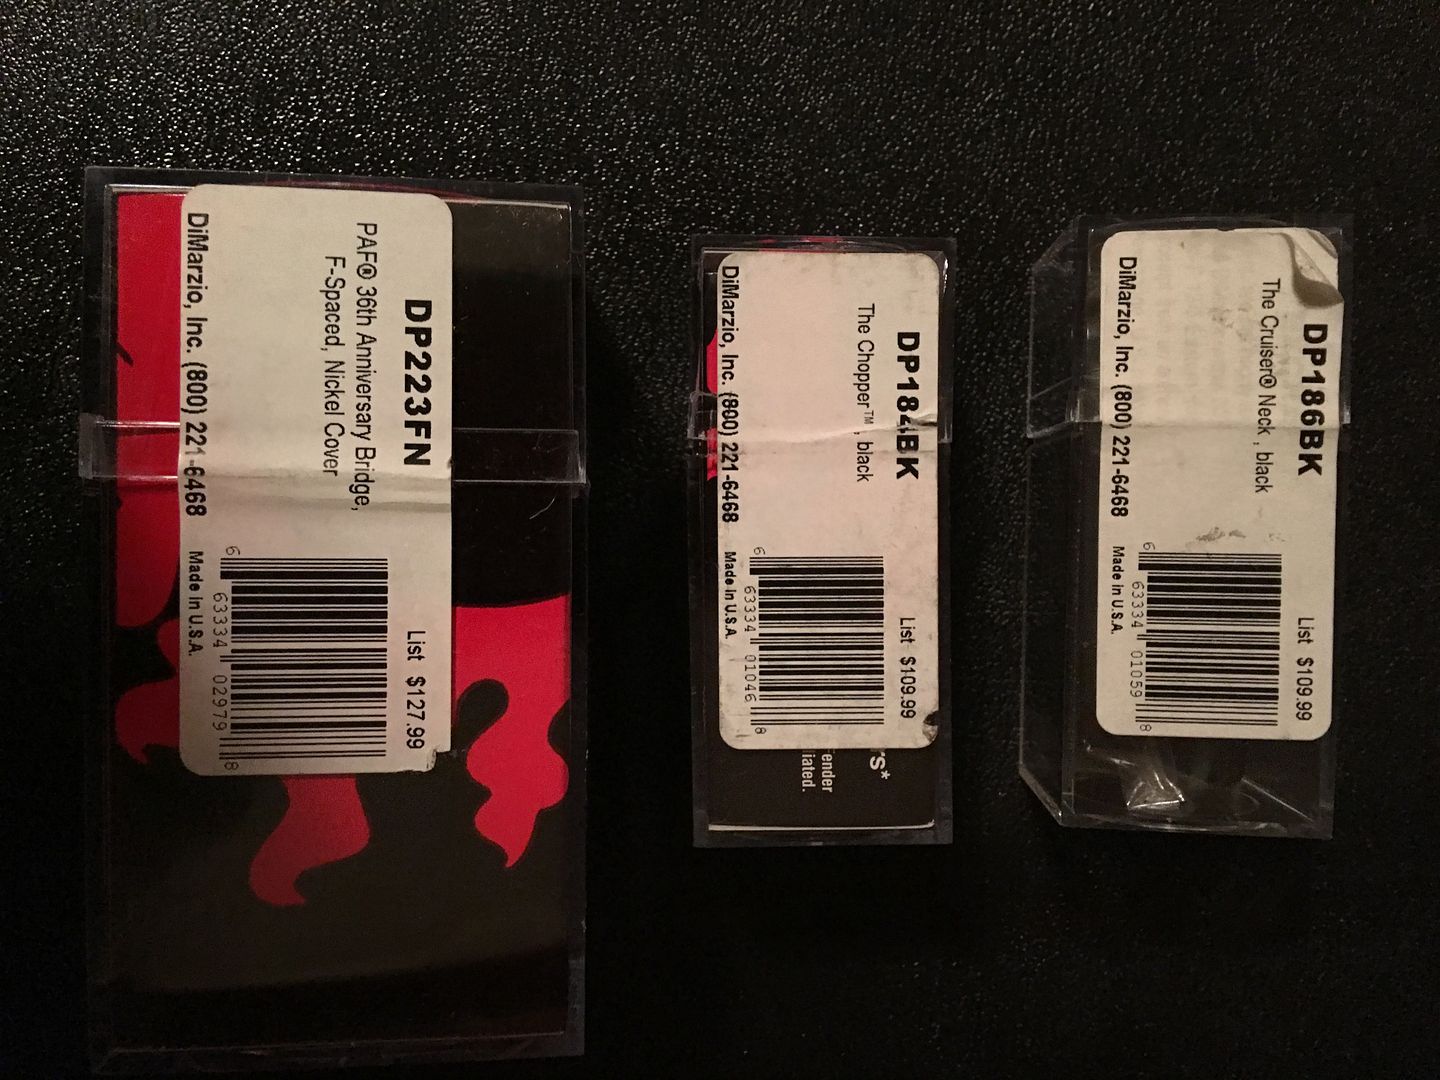 DP223FN
PAF® 36th Anniversary Bridge,
F-Spaced, Nickel Cover
List $127.99
6 63334 02979 8
DiMarzio, Inc. (800) 221-6468 Made in U.S.A.
DP184BK
The Chopper™, black
List $109.99
6 63334 01046 8
DiMarzio, Inc. (800) 221-6468 Made in U.S.A.
rs*
ender
iated.
DP186BK
The Cruiser® Neck , black
List $109.99
6 63334 01059 8
DiMarzio, Inc. (800) 221-6468 Made in U.S.A.